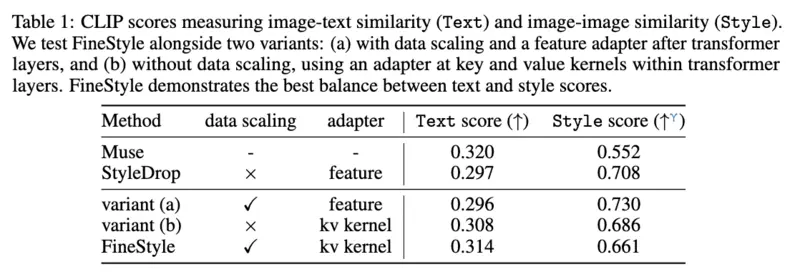 Table 1: CLIP scores measuring image-text similarity (Text) and image-image similarity (Style).
We test FineStyle alongside two variants: (a) with data scaling and a feature adapter after transformer
layers, and (b) without data scaling, using an adapter at key and value kernels within transformer
layers. FineStyle demonstrates the best balance between text and style scores.
Method data scaling adapter Text score (↑) Style score (↑ϒ)
Muse - - 0.320 0.552
StyleDrop × feature 0.297 0.708
variant (a) ✓ feature 0.296 0.730
variant (b) × kv kernel 0.308 0.686
FineStyle ✓ kv kernel 0.314 0.661